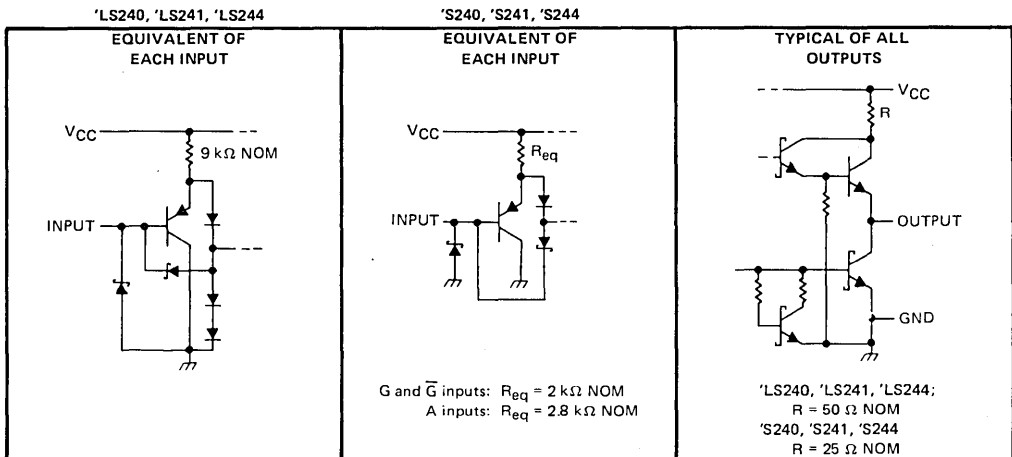 'LS240, 'LS241, 'LS244
EQUIVALENT OF
EACH INPUT
VCC
9 kΩ NOM
INPUT
'S240, 'S241, 'S244
EQUIVALENT OF
EACH INPUT
VCC
Req
INPUT
G and G̅ inputs: Req = 2 kΩ NOM
A inputs: Req = 2.8 kΩ NOM
TYPICAL OF ALL
OUTPUTS
VCC
R
OUTPUT
GND
'LS240, 'LS241, 'LS244;
R = 50 Ω NOM
'S240, 'S241, 'S244
R = 25 Ω NOM